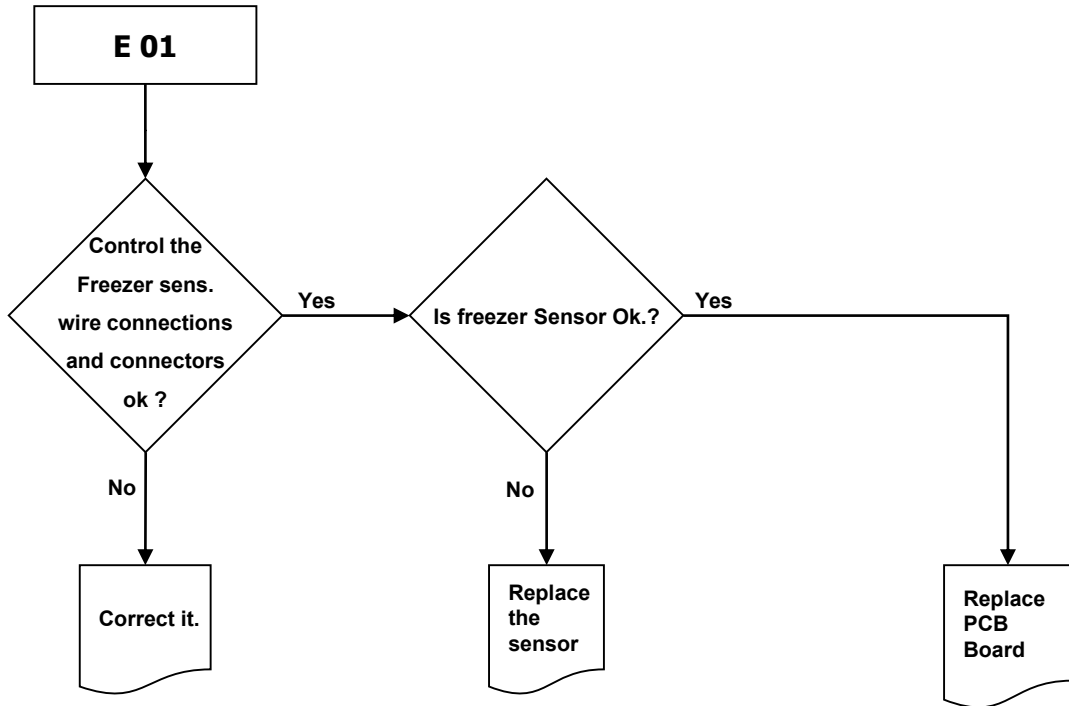 E 01
Control the
Freezer sens.
wire connections
and connectors
ok ?
Yes
Is freezer Sensor Ok.?
Yes
No
No
Correct it.
Replace
the
sensor
Replace
PCB
Board